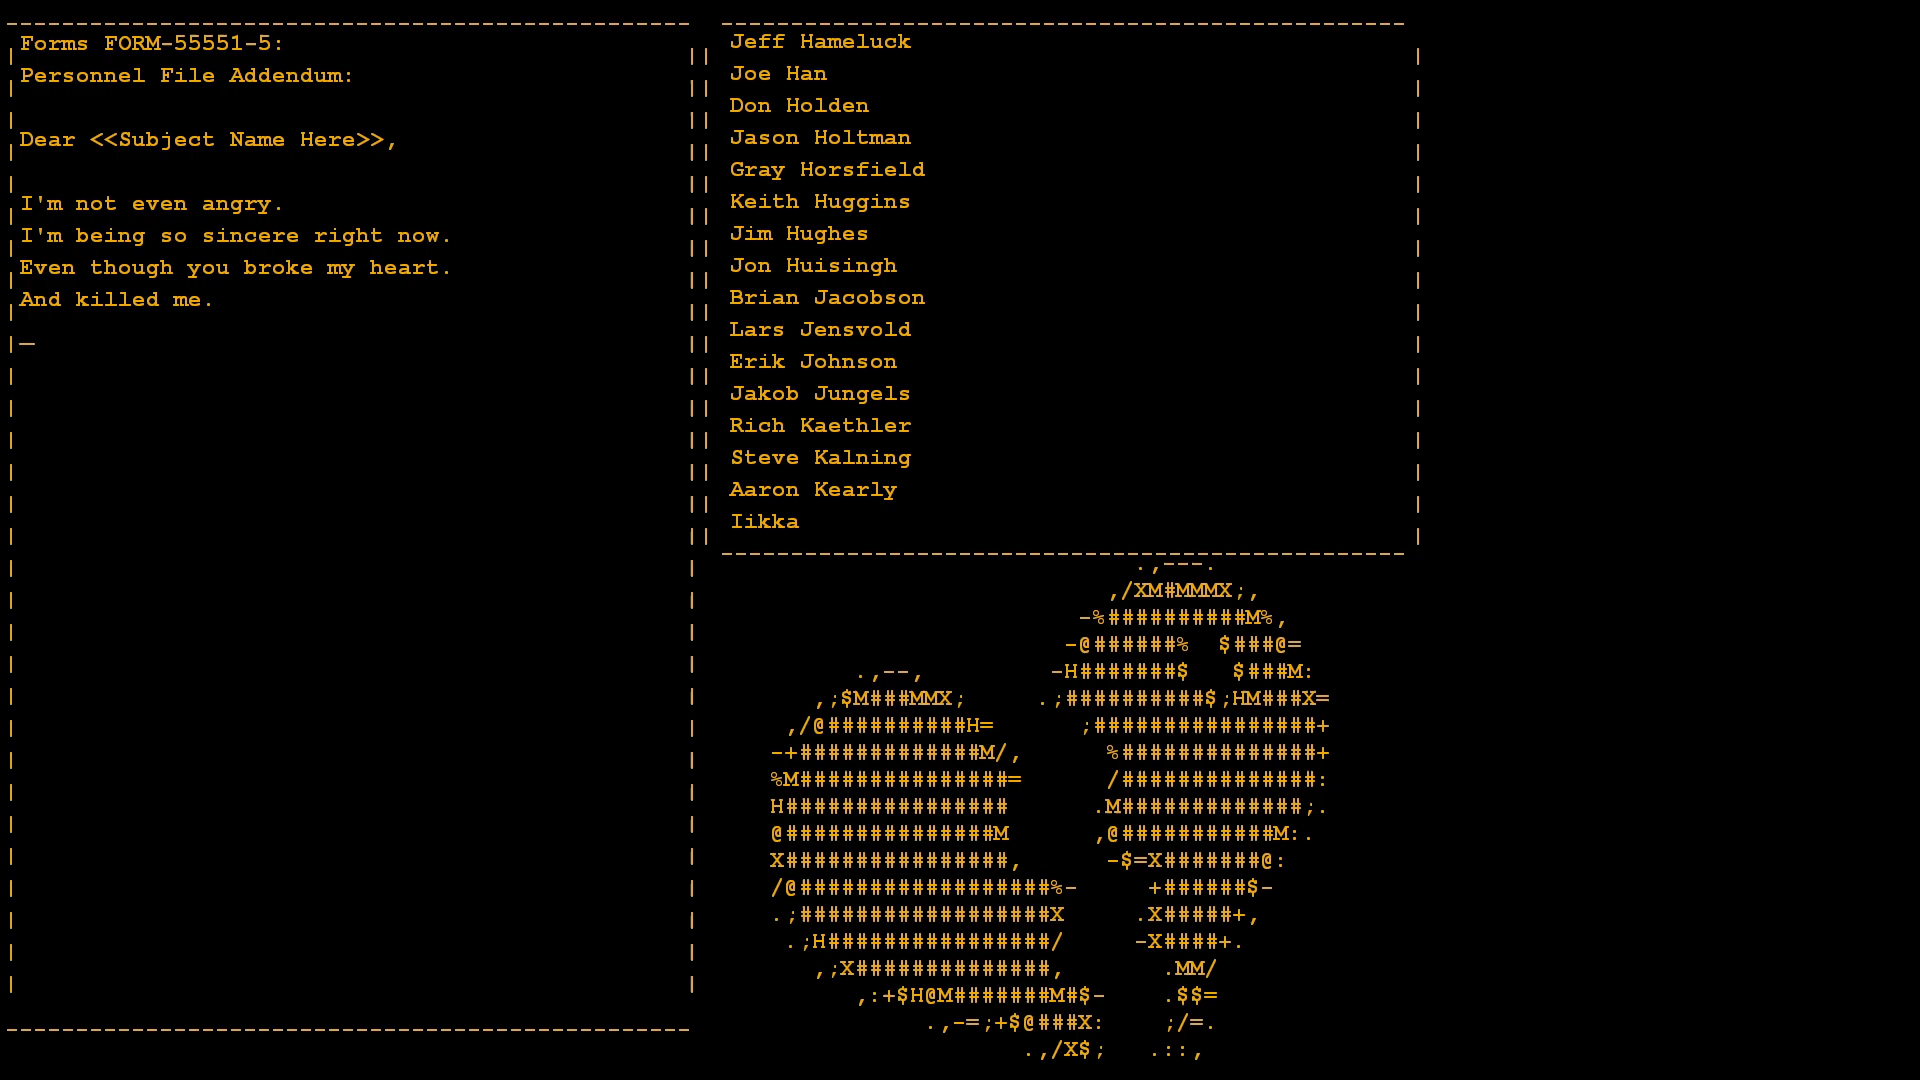 Forms FORM-55551-5:
Personnel File Addendum:
Dear <<Subject Name Here>>,
I'm not even angry.
I'm being so sincere right now.
Even though you broke my heart.
And killed me.
Jeff Hameluck
Joe Han
Don Holden
Jason Holtman
Gray Horsfield
Keith Huggins
Jim Hughes
Jon Huisingh
Brian Jacobson
Lars Jensvold
Erik Johnson
Jakob Jungels
Rich Kaethler
Steve Kalning
Aaron Kearly
Iikka